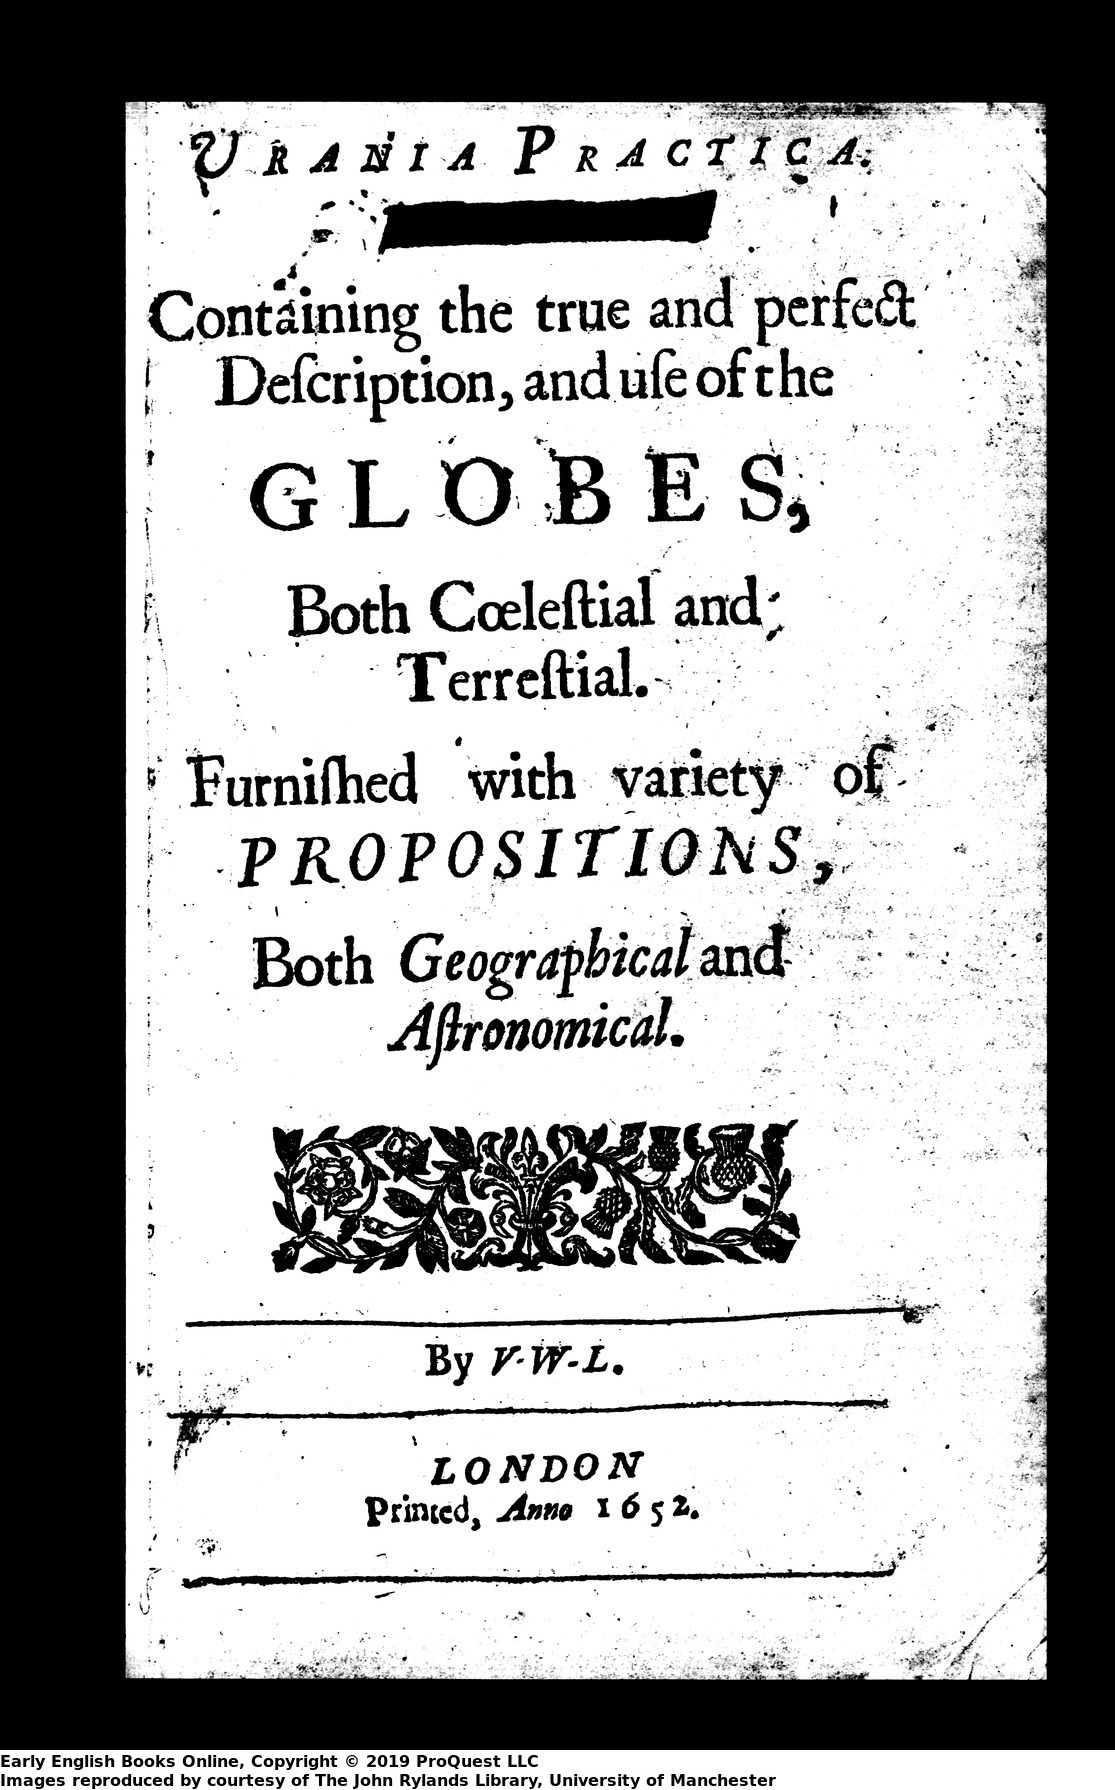 URANIA PRACTICA.
Containing the true and perfect
Deſcription, and uſe of the
GLOBES,
Both Cœleſtial and
Terreſtial.
Furniſhed with variety of
PROPOSITIONS,
Both Geographical and
Aſtronomical.
By V-W-L.
LONDON
Printed, Anno 1652.
Early English Books Online, Copyright © 2019 ProQuest LLC
Images reproduced by courtesy of The John Rylands Library, University of Manchester